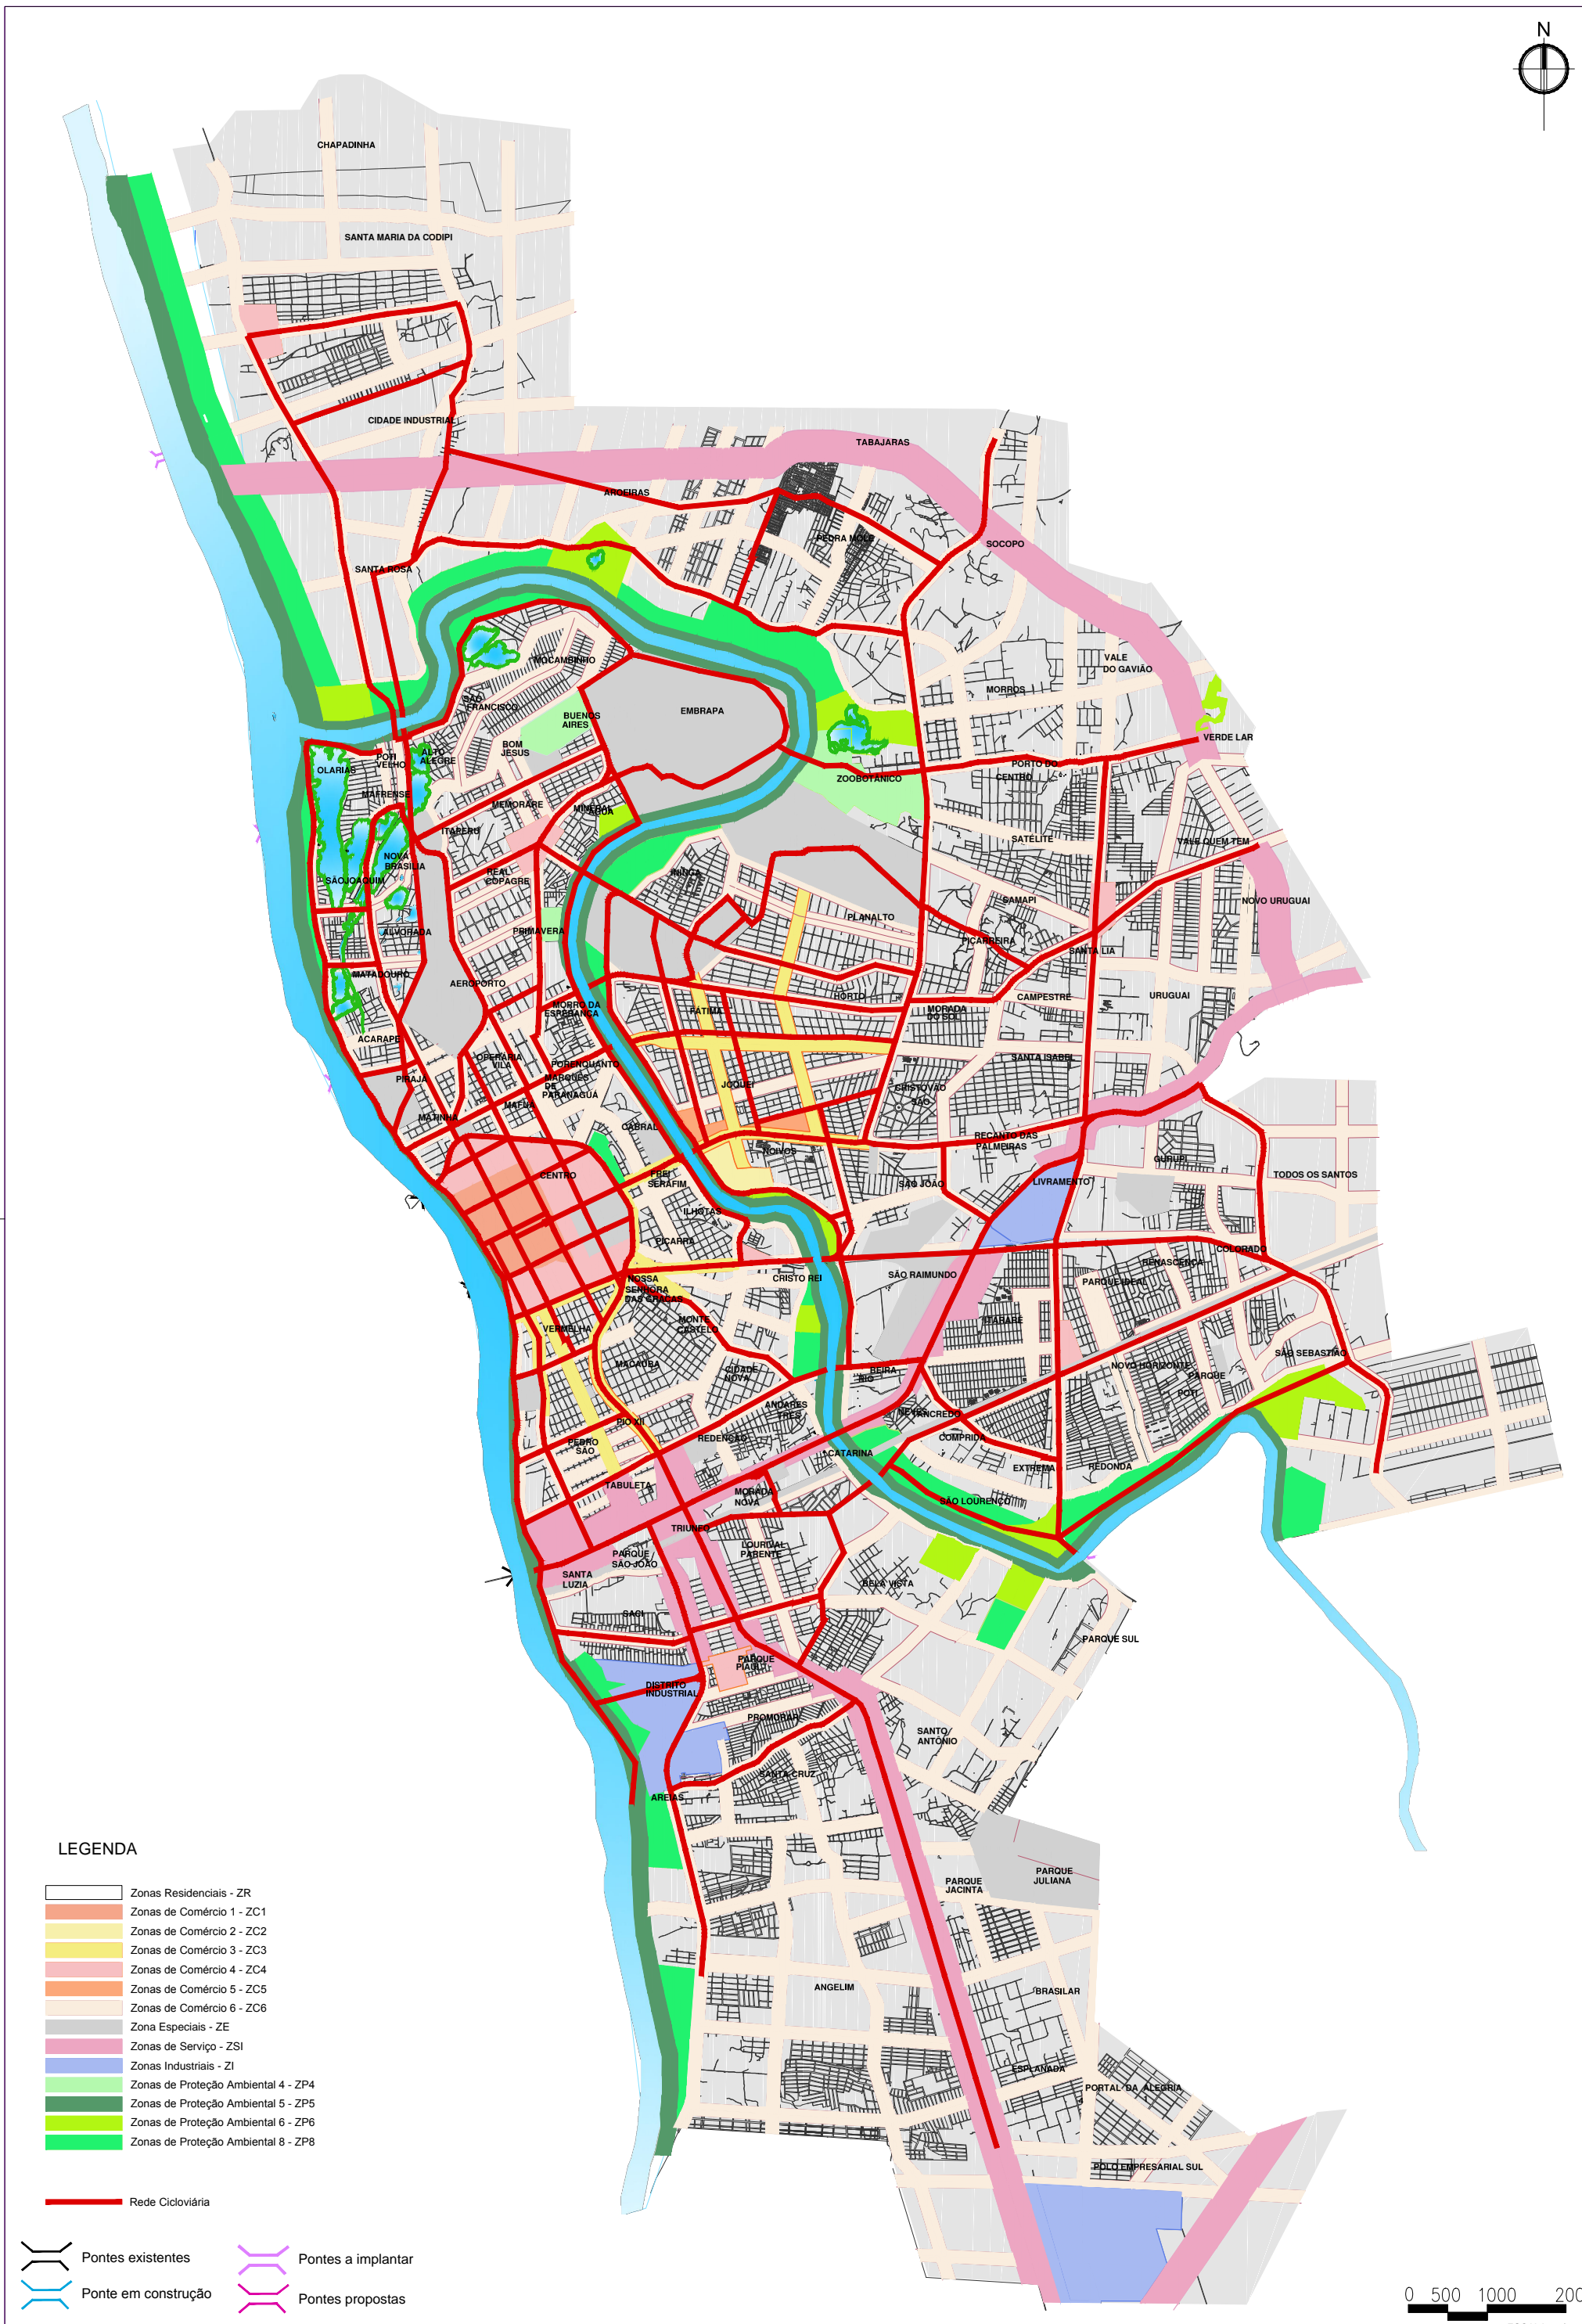 N
CHAPADINHA
SANTA MARIA DA CODIPI
CIDADE INDUSTRIAL
TABAJARAS
AROEIRAS
PEDRA MOLE
SOCOPO
SANTA ROSA
VALE
DO GAVIÃO
MOCAMBINHO
MORROS
SÃO
FRANCISCO
EMBRAPA
BUENOS
AIRES
VERDE LAR
BOM
JESUS
ALTO
ALEGRE
POTI
VELHO
OLARIAS
PORTO DO
CENTRO
ZOOBOTÂNICO
MAFRENSE
MEMORARE
MINERAL
ÁGUA
ITAPERU
SATÉLITE
VALE QUEM TEM
NOVA
BRASÍLIA
REAL
COPAGRE
ININGA
SÃOJOAQUIM
SAMAPI
NOVO URUGUAI
PLANALTO
ALVORADA
PRIMAVERA
PIÇARREIRA
SANTA LIA
MATADOURO
AEROPORTO
URUGUAI
HORTO
CAMPESTRE
MORRO DA
ESPERANÇA
FÁTIMA
MORADA
DO SOL
ACARAPE
OPERÁRIA
VILA
PORENQUANTO
SANTA ISABEL
PIRAJÁ
MARQUÊS
DE
PARANAGUÁ
JÓQUEI
CRISTOVÃO
SÃO
MAFUÁ
MATINHA
CABRAL
RECANTO DAS
PALMEIRAS
NOIVOS
GURUPI
CENTRO
FREI
SERAFIM
TODOS OS SANTOS
SÃO JOÃO
LIVRAMENTO
ILHOTAS
PIÇARRA
COLORADO
RENASCENÇA
NOSSA
SENHORA
DAS GRAÇAS
CRISTO REI
SÃO RAIMUNDO
PARQUE IDEAL
MONTE
CASTELO
VERMELHA
ITARARÉ
MACAÚBA
SÃO SEBASTIÃO
CIDADE
NOVA
BEIRA
RIO
NOVO HORIZONTE
PARQUE
POTI
ANDARES
TRÊS
NEVES
TANCREDO
PIO XII
PEDRO
SÃO
REDENÇÃO
COMPRIDA
CATARINA
EXTREMA
REDONDA
TABULETA
MORADA
NOVA
SÃO LOURENÇO
TRIUNFO
LOURIVAL
PARENTE
PARQUE
SÃO JOÃO
SANTA
LUZIA
BELA VISTA
SACI
PARQUE SUL
PARQUE
PIAUÍ
DISTRITO
INDUSTRIAL
PROMORAR
SANTO
ANTÔNIO
SANTA CRUZ
AREIAS
PARQUE
JULIANA
PARQUE
JACINTA
ANGELIM
BRASILAR
ESPLANADA
PORTAL DA ALEGRIA
POLO EMPRESARIAL SUL
LEGENDA
Zonas Residenciais - ZR
Zonas de Comércio 1 - ZC1
Zonas de Comércio 2 - ZC2
Zonas de Comércio 3 - ZC3
Zonas de Comércio 4 - ZC4
Zonas de Comércio 5 - ZC5
Zonas de Comércio 6 - ZC6
Zona Especiais - ZE
Zonas de Serviço - ZSI
Zonas Industriais - ZI
Zonas de Proteção Ambiental 4 - ZP4
Zonas de Proteção Ambiental 5 - ZP5
Zonas de Proteção Ambiental 6 - ZP6
Zonas de Proteção Ambiental 8 - ZP8
Rede Cicloviária
Pontes existentes
Pontes a implantar
Ponte em construção
Pontes propostas
0 500 1000 200